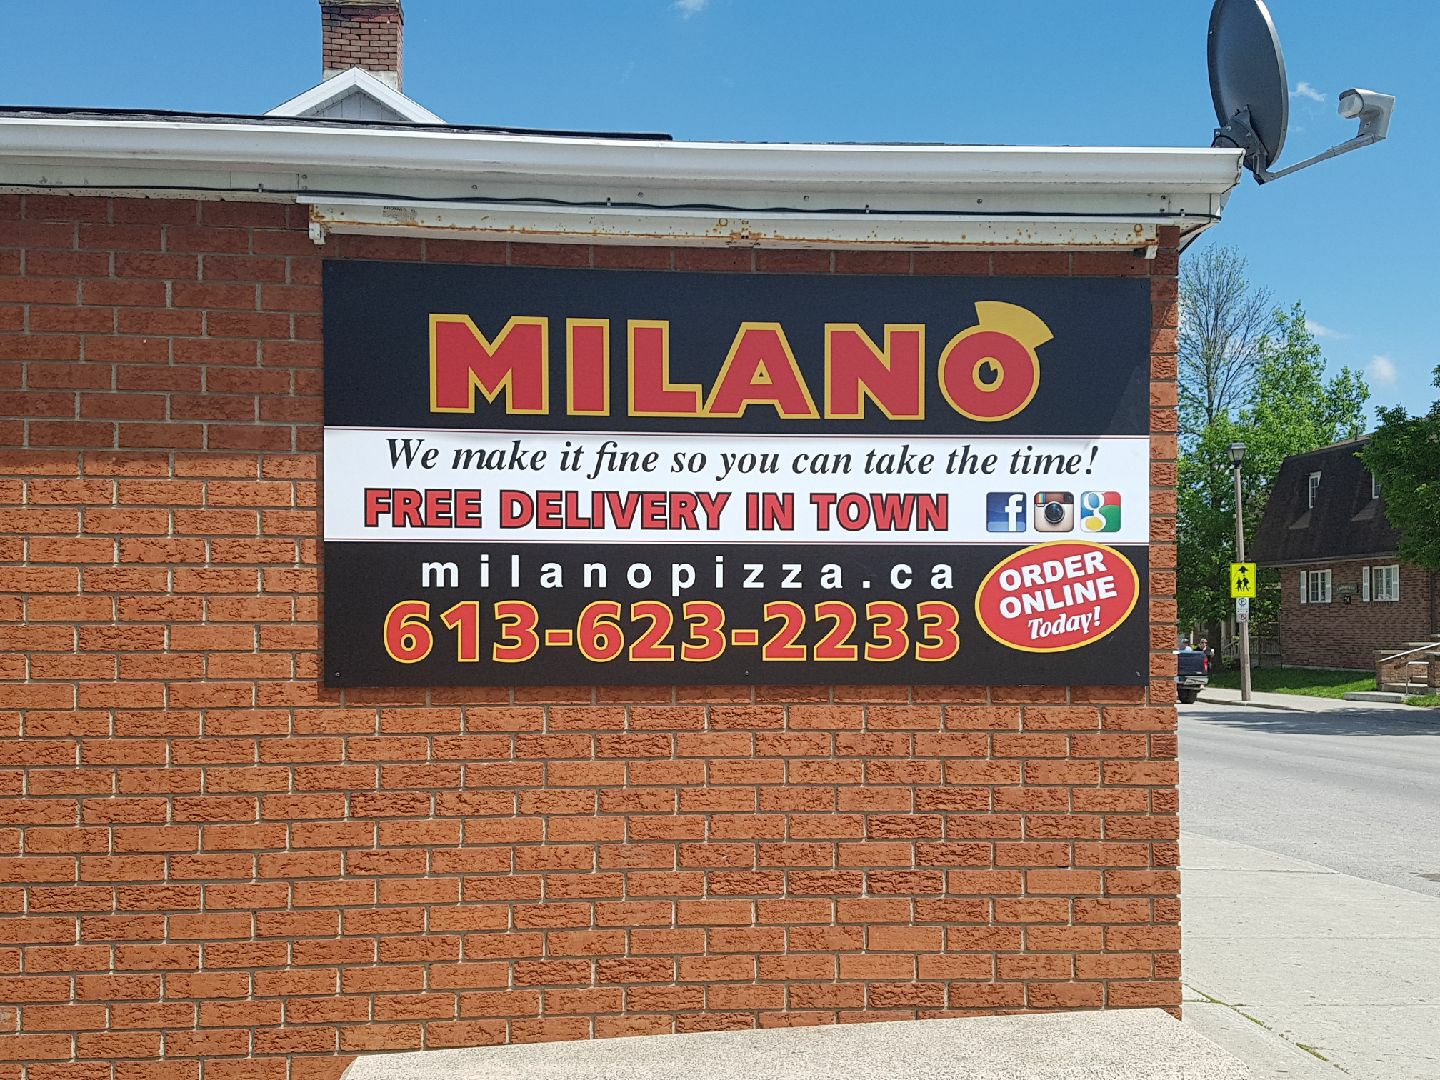 MILANO
We make it fine so you can take the time!
FREE DELIVERY IN TOWN
milanopizza.ca
613-623-2233
ORDER
ONLINE
Today!